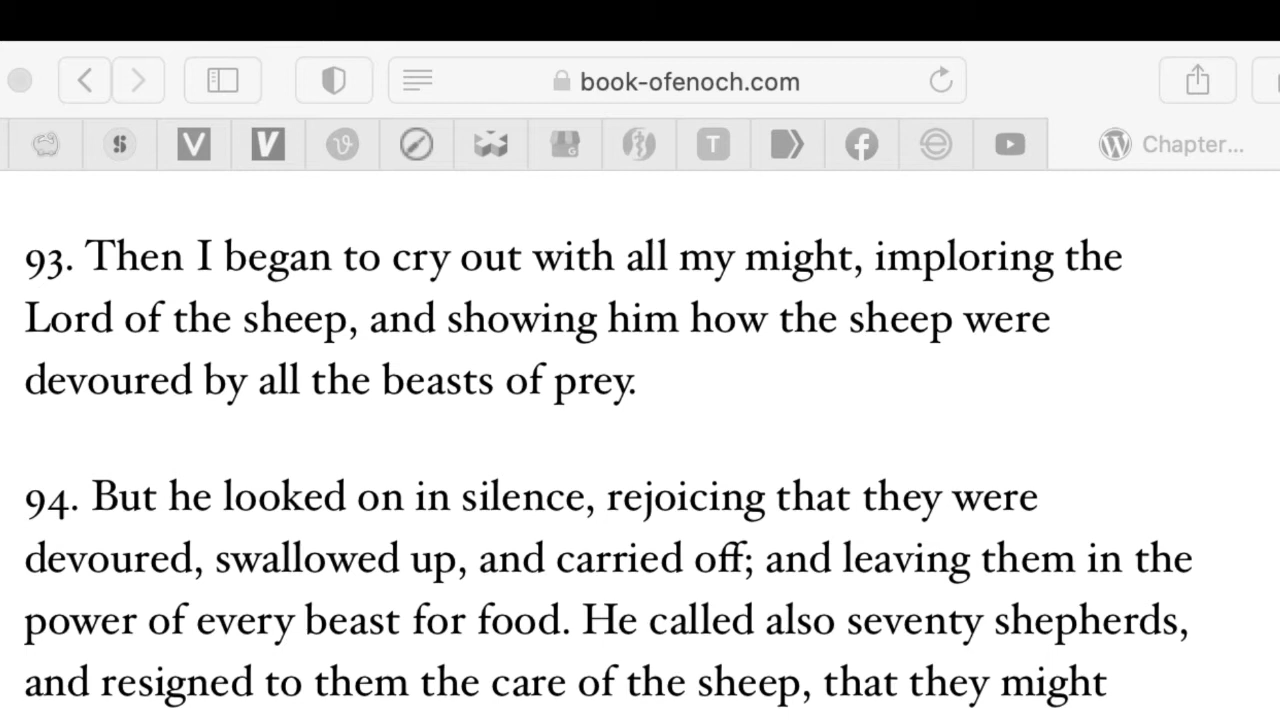 book-ofenoch.com
Chapter...
93. Then I began to cry out with all my might, imploring the
Lord of the sheep, and showing him how the sheep were
devoured by all the beasts of prey.
94. But he looked on in silence, rejoicing that they were
devoured, swallowed up, and carried off; and leaving them in the
power of every beast for food. He called also seventy shepherds,
and resigned to them the care of the sheep, that they might